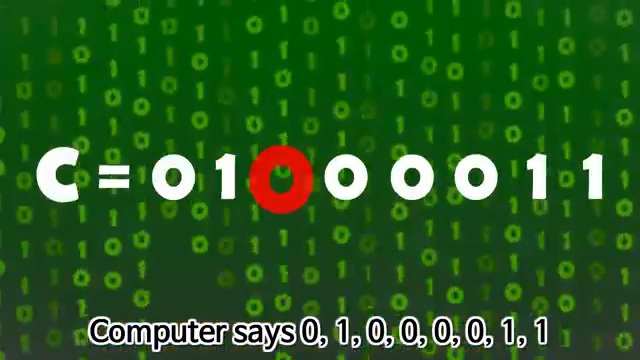 C=01000011
Computer says 0, 1, 0, 0, 0, 0, 1, 1